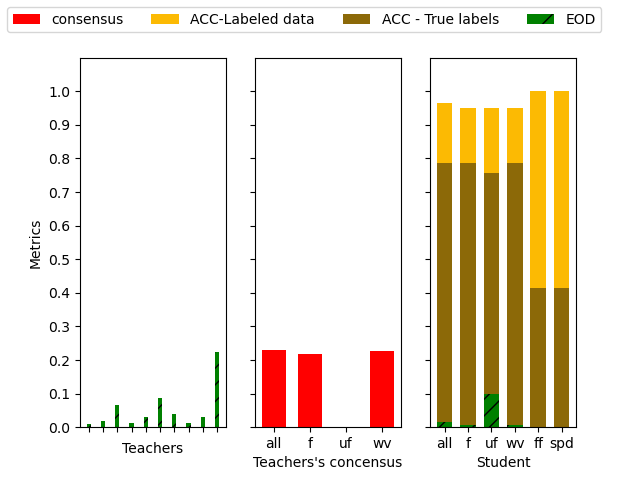 consensus ACC-Labeled data ACC - True labels EOD
Metrics
1.0
0.9
0.8
0.7
0.6
0.5
0.4
0.3
0.2
0.1
0.0
Teachers
all f uf wv
Teachers's concensus
all f uf wv ff spd
Student